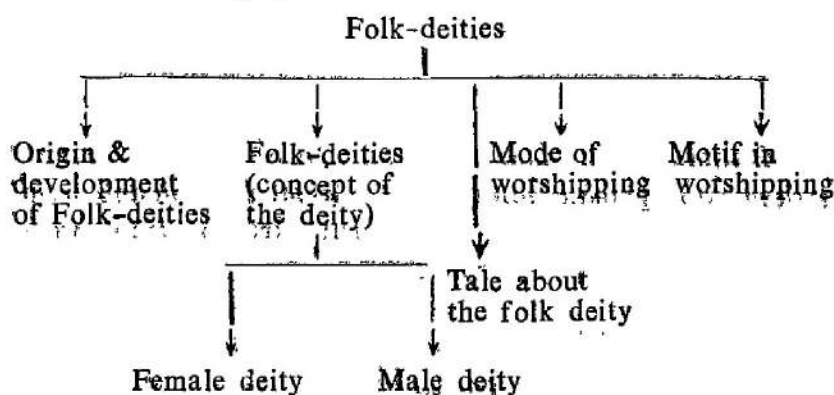 Folk-deities
Origin &
development
of Folk-deities
Folk-deities
(concept of
the deity)
Mode of
worshipping
Motif in
worshipping
Tale about
the folk deity
Female deity
Male deity